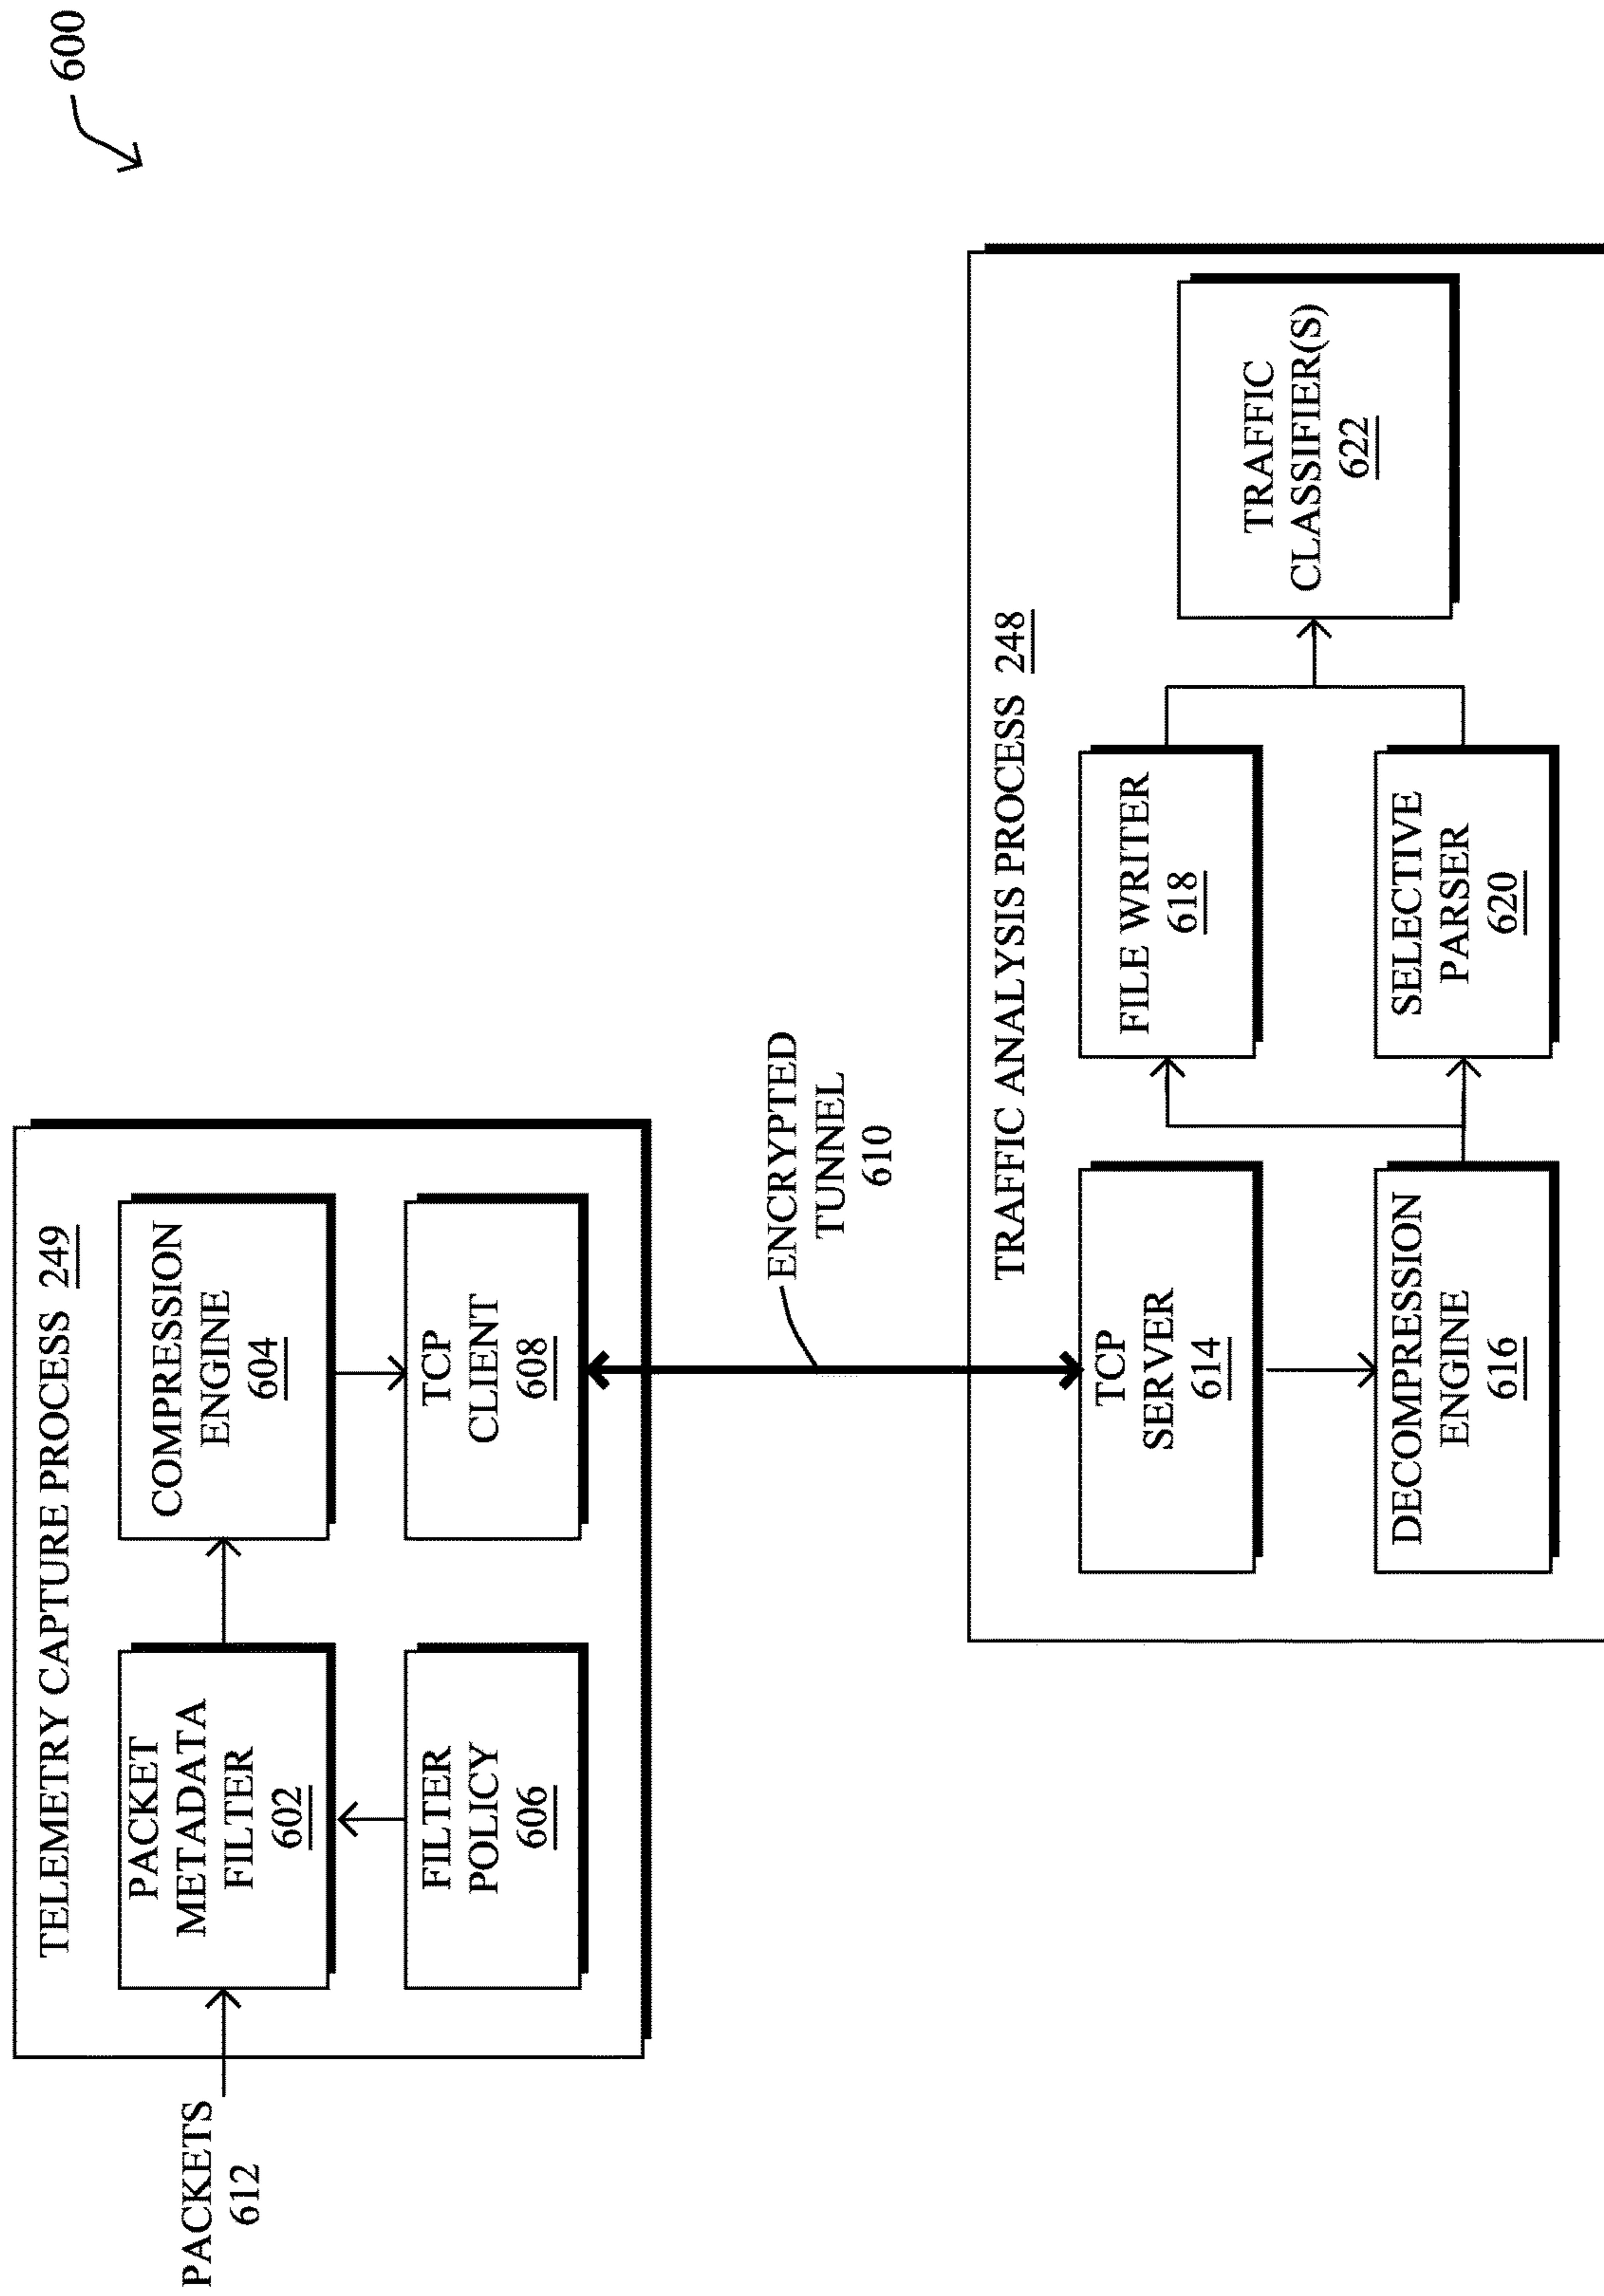 600
TELEMETRY CAPTURE PROCESS 249
PACKETS
612
PACKET
METADATA
FILTER
602
COMPRESSION
ENGINE
604
FILTER
POLICY
606
TCP
CLIENT
608
ENCRYPTED
TUNNEL
610
TRAFFIC ANALYSIS PROCESS 248
TCP
SERVER
614
FILE WRITER
618
TRAFFIC
CLASSIFIER(S)
622
DECOMPRESSION
ENGINE
616
SELECTIVE
PARSER
620